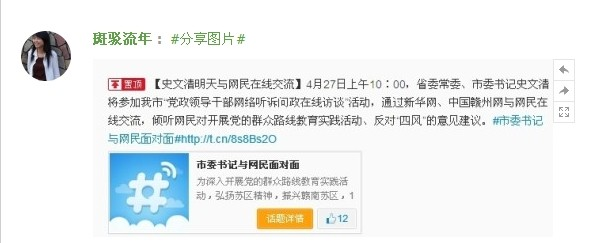 斑驳流年：#分享图片#
置顶【史文清明天与网民在线交流】4月27日上午10：00，省委常委、市委书记史文清
将参加我市“党政领导干部网络听诉问政在线访谈”活动，通过新华网、中国赣州网与网民在
线交流，倾听网民对开展党的群众路线教育实践活动、反对“四风”的意见建议。#市委书记
与网民面对面#http://t.cn/8s8Bs2O
市委书记与网民面对面
为深入开展党的群众路线教育实践活
动，弘扬苏区精神，振兴赣南苏区，1
话题详情 12